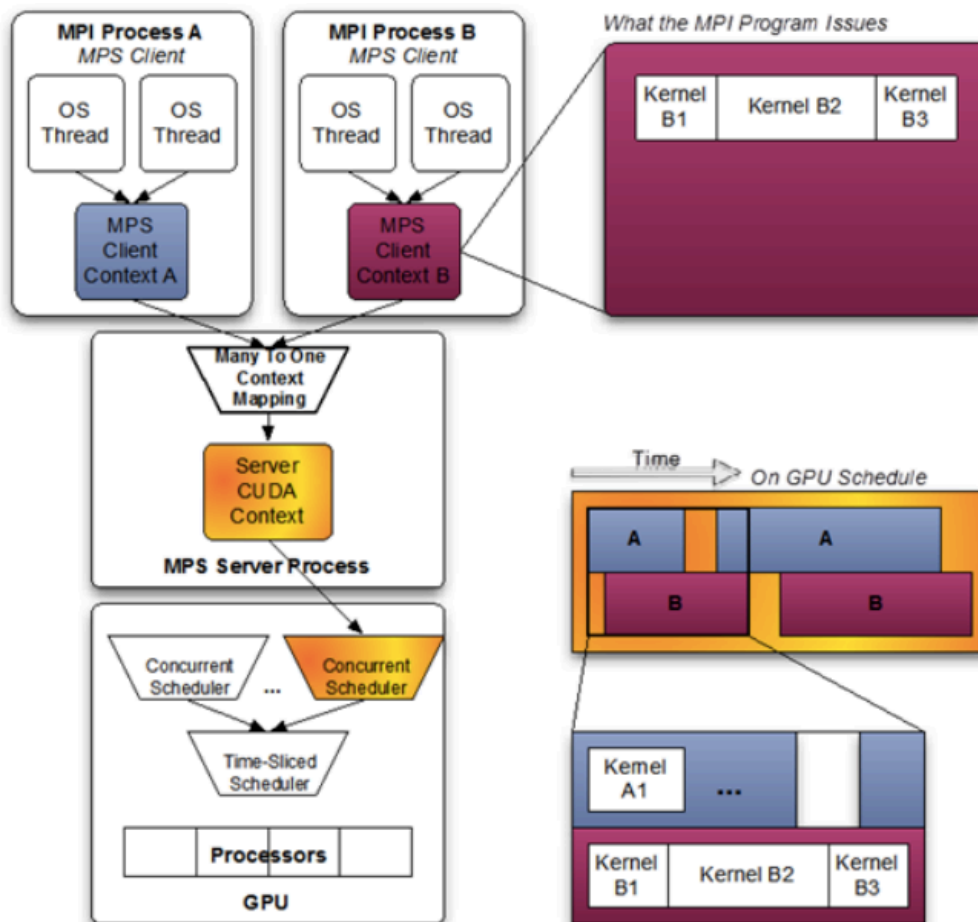 MPI Process A
MPS Client
OS
Thread
OS
Thread
MPS
Client
Context A
MPI Process B
MPS Client
OS
Thread
OS
Thread
MPS
Client
Context B
What the MPI Program Issues
Kernel
B1
Kernel B2
Kernel
B3
Many To One
Context
Mapping
Server
CUDA
Context
MPS Server Process
Concurrent
Scheduler
...
Concurrent
Scheduler
Time-Sliced
Scheduler
Processors
GPU
Time
On GPU Schedule
A
A
B
B
Kernel
A1
...
Kernel
B1
Kernel B2
Kernel
B3